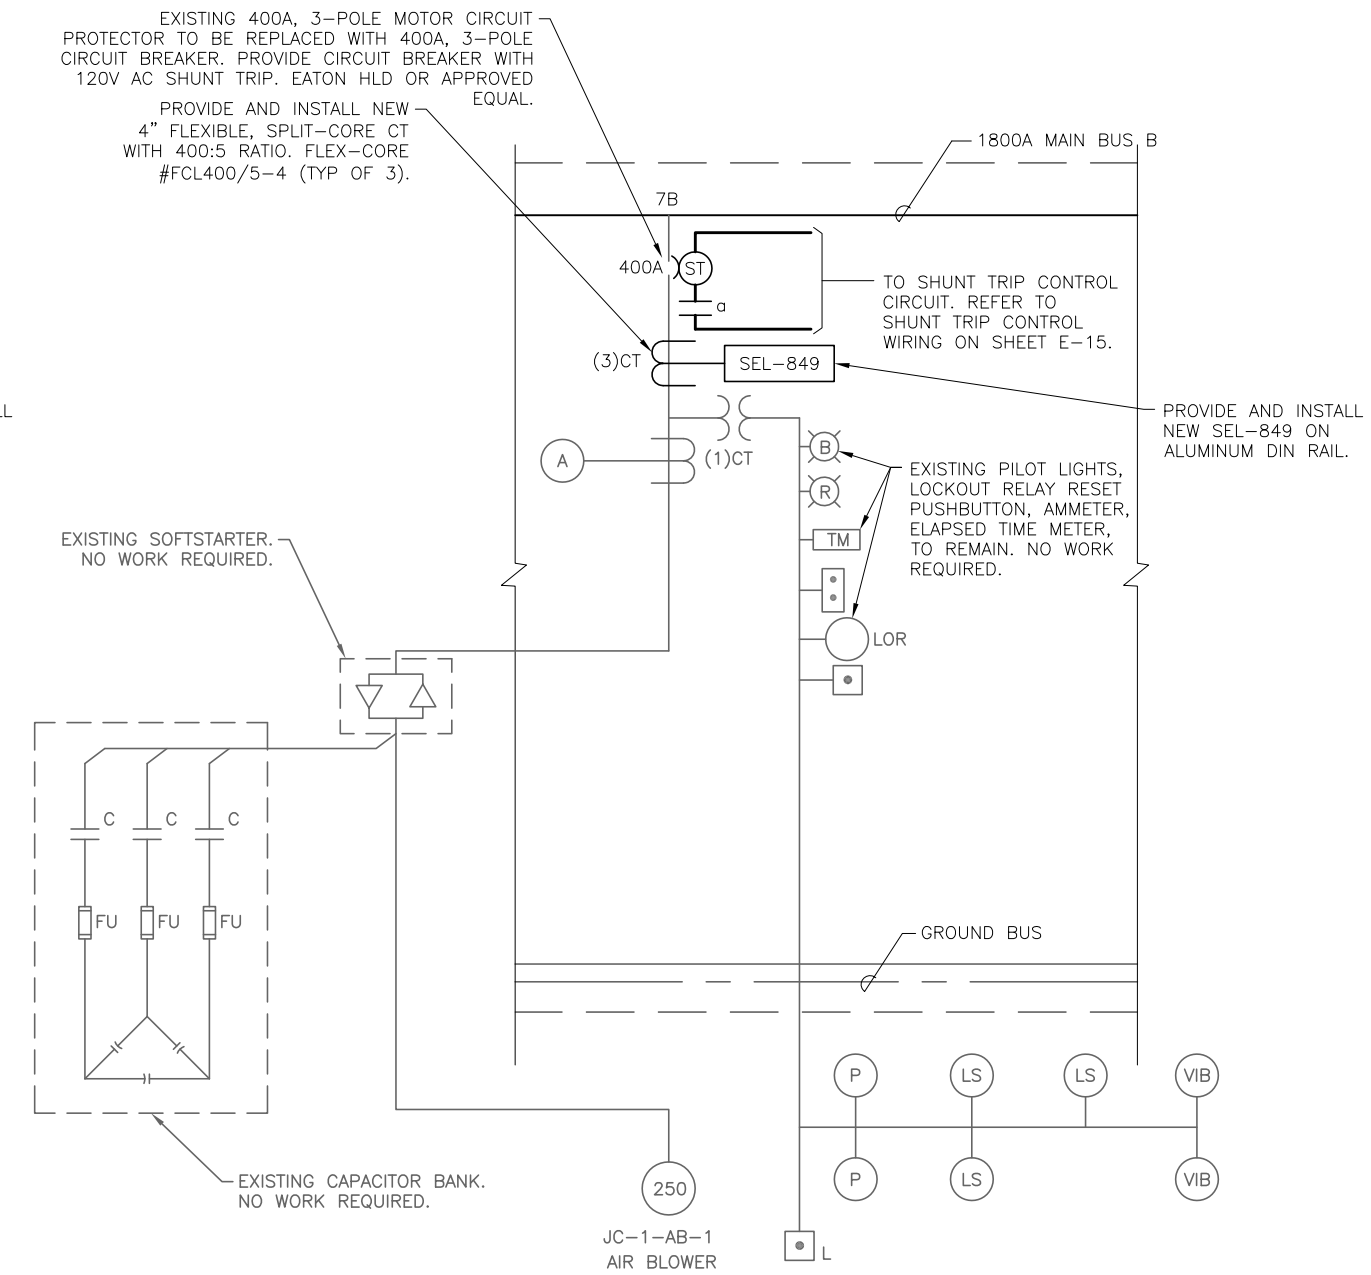 EXISTING 400A, 3-POLE MOTOR CIRCUIT
PROTECTOR TO BE REPLACED WITH 400A, 3-POLE
CIRCUIT BREAKER. PROVIDE CIRCUIT BREAKER WITH
120V AC SHUNT TRIP. EATON HLD OR APPROVED
EQUAL.
PROVIDE AND INSTALL NEW
4" FLEXIBLE, SPLIT-CORE CT
WITH 400:5 RATIO. FLEX-CORE
#FCL400/5-4 (TYP OF 3).
1800A MAIN BUS B
7B
400A
ST
a
TO SHUNT TRIP CONTROL
CIRCUIT. REFER TO
SHUNT TRIP CONTROL
WIRING ON SHEET E-15.
(3)CT
SEL-849
PROVIDE AND INSTALL
NEW SEL-849 ON
ALUMINUM DIN RAIL.
A
(1)CT
B
R
TM
EXISTING PILOT LIGHTS,
LOCKOUT RELAY RESET
PUSHBUTTON, AMMETER,
ELAPSED TIME METER,
TO REMAIN. NO WORK
REQUIRED.
LOR
EXISTING SOFTSTARTER.
NO WORK REQUIRED.
C
C
C
FU
FU
FU
GROUND BUS
P
LS
LS
VIB
P
LS
VIB
EXISTING CAPACITOR BANK.
NO WORK REQUIRED.
250
JC-1-AB-1
AIR BLOWER
L